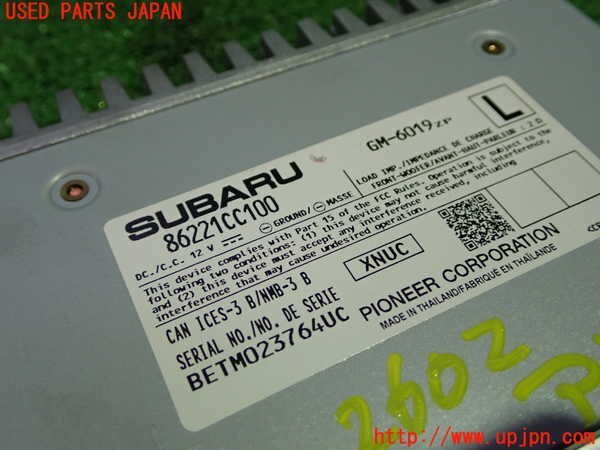 USED PARTS JAPAN
SUBARU
86221CC100
GM-6019ZP
L
DC./C.C. 12 V GROUND/ MASSE
LOAD IMP./IMPEDANCE DE CHARGE
FRONT-WOOFER/AVANT-HAUT-PARLEUR : 2 Ω
This device complies with Part 15 of the FCC Rules. Operation is subject to the
following two conditions: (1) this device may not cause harmful interference,
and (2) this device must accept any interference received, including
interference that may cause undesired operation.
CAN ICES-3 B/NMB-3 B
XNUC
SERIAL NO./NO. DE SERIE
BETM023764UC
PIONEER CORPORATION
MADE IN THAILAND/FABRIQUÉ EN THAÏLANDE
2602
http://www.upjpn.com/